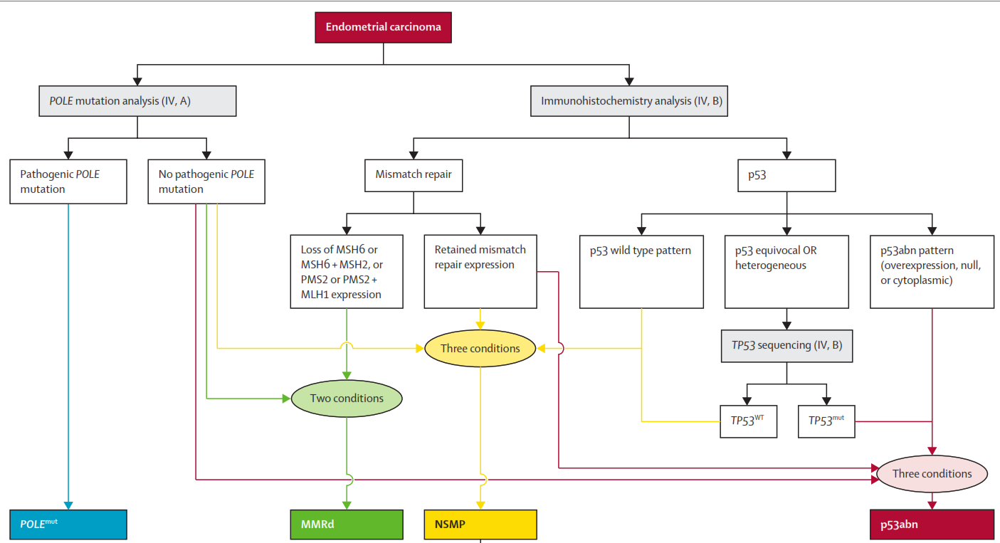 Endometrial carcinoma
POLE mutation analysis (IV, A)
Immunohistochemistry analysis (IV, B)
Pathogenic POLE
mutation
No pathogenic POLE
mutation
Mismatch repair
p53
Loss of MSH6 or
MSH6 + MSH2, or
PMS2 or PMS2 +
MLH1 expression
Retained mismatch
repair expression
p53 wild type pattern
p53 equivocal OR
heterogeneous
p53abn pattern
(overexpression, null,
or cytoplasmic)
Three conditions
TP53 sequencing (IV, B)
Two conditions
TP53WT
TP53mut
Three conditions
POLEmut
MMRd
NSMP
p53abn